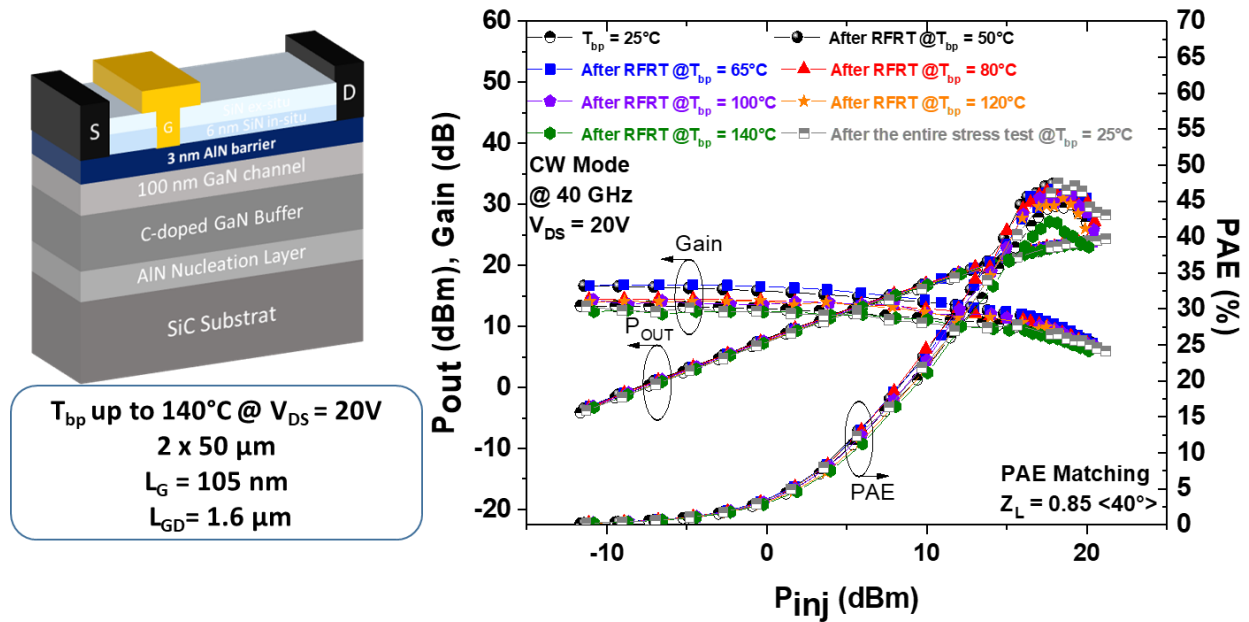 S
G
D
SiN ex-situ
6 nm SiN in-situ
3 nm AlN barrier
100 nm GaN channel
C-doped GaN Buffer
AlN Nucleation Layer
SiC Substrat
T_bp up to 140°C @ V_DS = 20V
2 x 50 µm
L_G = 105 nm
L_GD= 1.6 µm
Pout (dBm), Gain (dB)
60
50
40
30
20
10
0
-10
-20
T_bp = 25°C
After RFRT @T_bp = 50°C
After RFRT @T_bp = 65°C
After RFRT @T_bp = 80°C
After RFRT @T_bp = 100°C
After RFRT @T_bp = 120°C
After RFRT @T_bp = 140°C
After the entire stress test @T_bp = 25°C
CW Mode
@ 40 GHz
V_DS = 20V
Gain
P_OUT
PAE
PAE Matching
Z_L = 0.85 <40°>
70
65
60
55
50
45
40
35
30
25
20
15
10
5
0
PAE (%)
-10
0
10
20
P_inj (dBm)